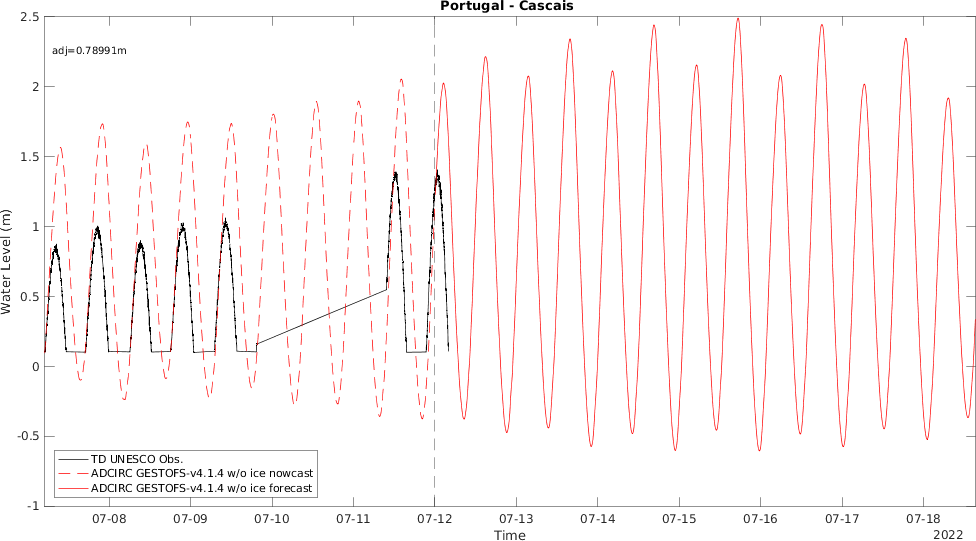 Portugal - Cascais
adj=0.78991m
2.5
2
1.5
1
0.5
0
-0.5
-1
Water Level (m)
TD UNESCO Obs.
ADCIRC GESTOFS-v4.1.4 w/o ice nowcast
ADCIRC GESTOFS-v4.1.4 w/o ice forecast
07-08 07-09 07-10 07-11 07-12 07-13 07-14 07-15 07-16 07-17 07-18
Time
2022